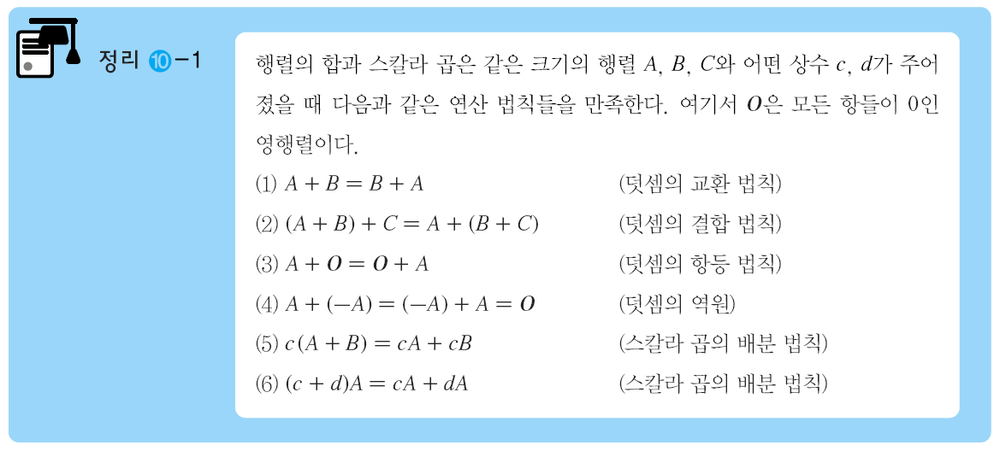 정리 10-1
행렬의 합과 스칼라 곱은 같은 크기의 행렬 A, B, C와 어떤 상수 c, d가 주어
졌을 때 다음과 같은 연산 법칙들을 만족한다. 여기서 O은 모든 항들이 0인
영행렬이다.
(1) A + B = B + A (덧셈의 교환 법칙)
(2) (A + B) + C = A + (B + C) (덧셈의 결합 법칙)
(3) A + O = O + A (덧셈의 항등 법칙)
(4) A + (−A) = (−A) + A = O (덧셈의 역원)
(5) c(A + B) = cA + cB (스칼라 곱의 배분 법칙)
(6) (c + d)A = cA + dA (스칼라 곱의 배분 법칙)